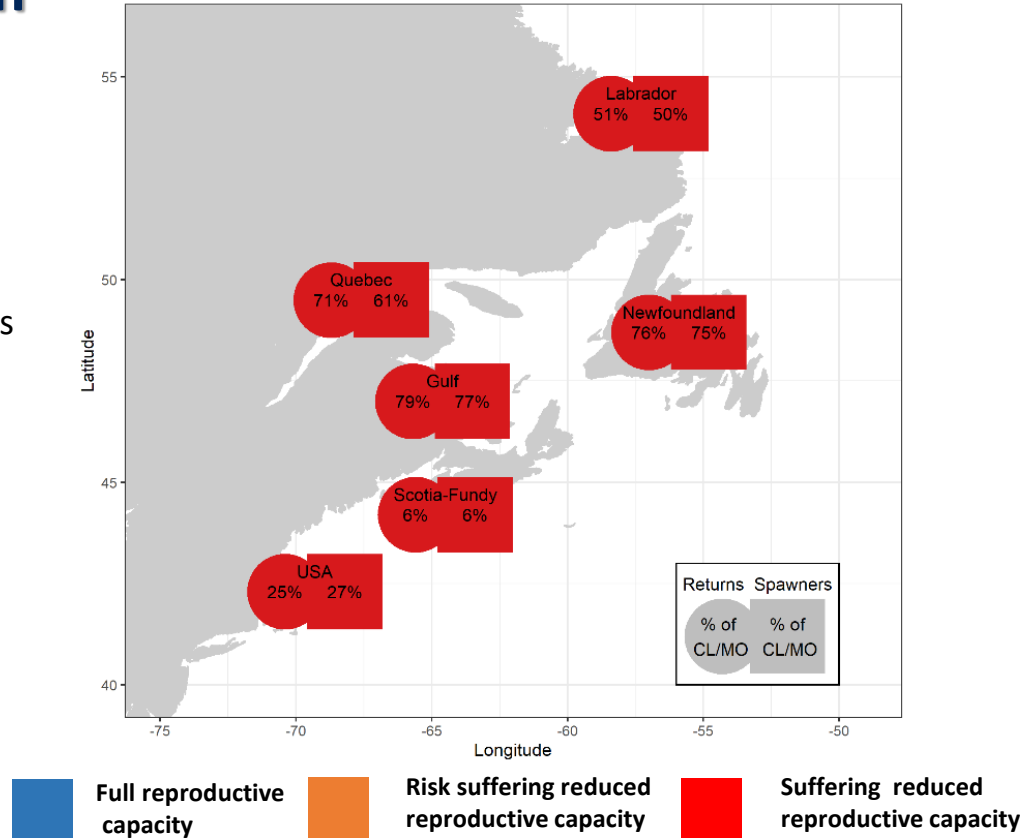 s
55
50
45
40
Latitude
Labrador
51% 50%
Quebec
71% 61%
Newfoundland
76% 75%
Gulf
79% 77%
Scotia-Fundy
6% 6%
USA
25% 27%
Returns Spawners
% of % of
CL/MO CL/MO
-75 -70 -65 -60 -55 -50
Longitude
Full reproductive
capacity
Risk suffering reduced
reproductive capacity
Suffering reduced
reproductive capacity